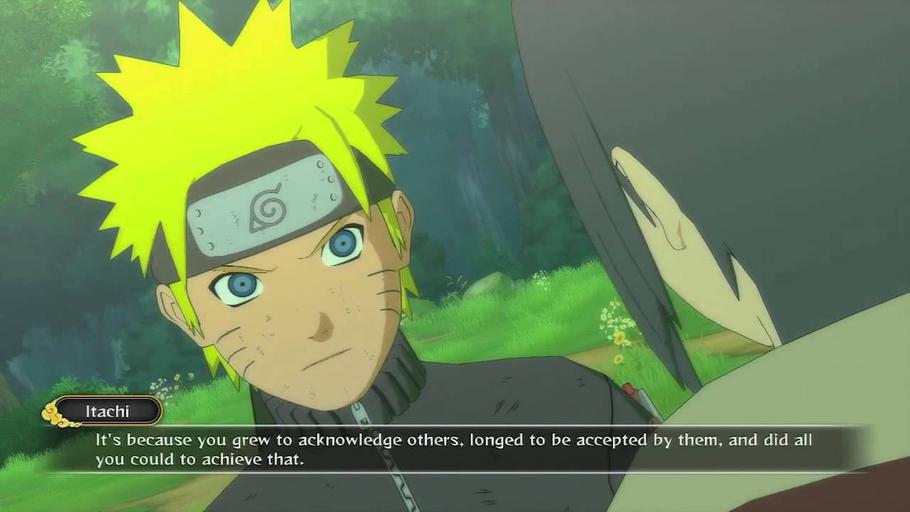 Itachi
It's because you grew to acknowledge others, longed to be accepted by them, and did all
you could to achieve that.